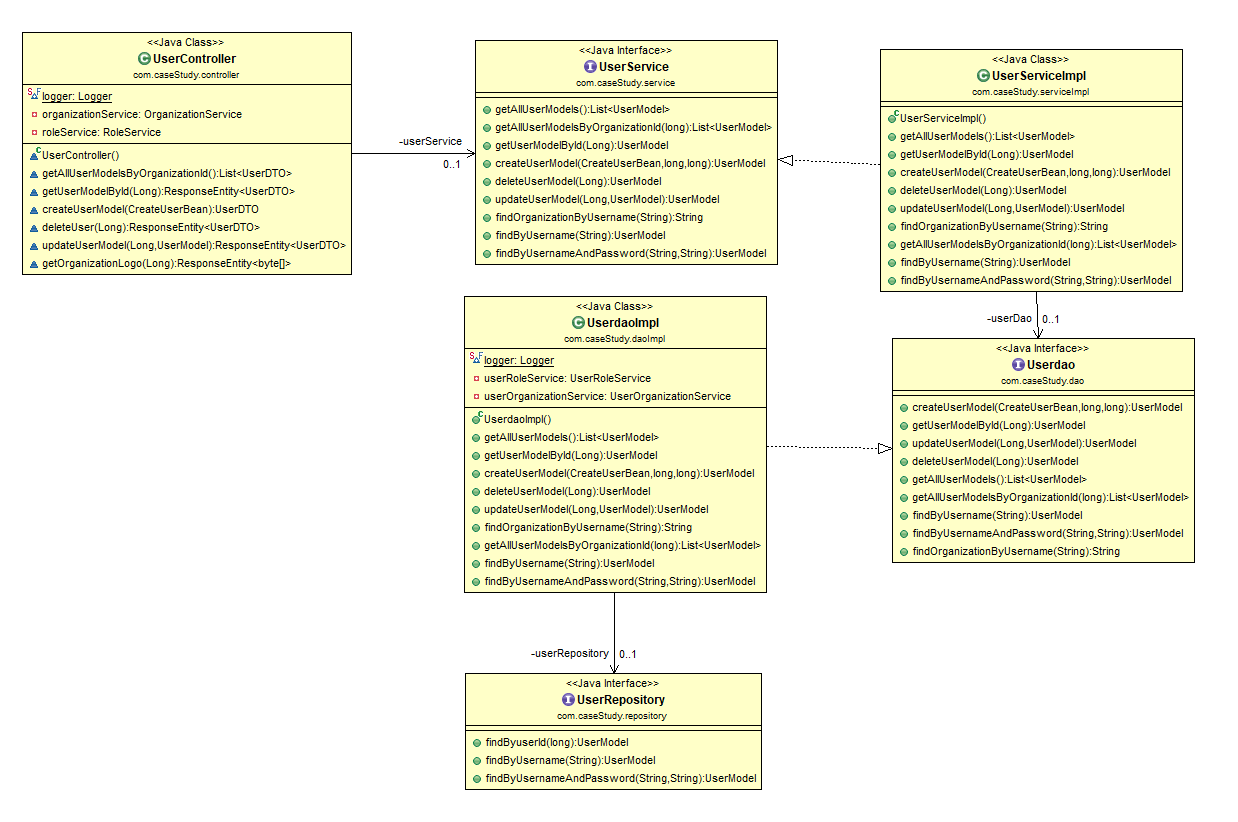 <<Java Class>>
UserController
com.caseStudy.controller
logger: Logger
organizationService: OrganizationService
roleService: RoleService
UserController()
getAllUserModelsByOrganizationId():List<UserDTO>
getUserModelById(Long):ResponseEntity<UserDTO>
createUserModel(CreateUserBean):UserDTO
deleteUser(Long):ResponseEntity<UserDTO>
updateUserModel(Long,UserModel):ResponseEntity<UserDTO>
getOrganizationLogo(Long):ResponseEntity<byte[]>
-userService
0..1
<<Java Interface>>
UserService
com.caseStudy.service
getAllUserModels():List<UserModel>
getAllUserModelsByOrganizationId(long):List<UserModel>
getUserModelById(Long):UserModel
createUserModel(CreateUserBean,long,long):UserModel
deleteUserModel(Long):UserModel
updateUserModel(Long,UserModel):UserModel
findOrganizationByUsername(String):String
findByUsername(String):UserModel
findByUsernameAndPassword(String,String):UserModel
<<Java Class>>
UserServiceImpl
com.caseStudy.serviceImpl
UserServiceImpl()
getAllUserModels():List<UserModel>
getUserModelById(Long):UserModel
createUserModel(CreateUserBean,long,long):UserModel
deleteUserModel(Long):UserModel
updateUserModel(Long,UserModel):UserModel
findOrganizationByUsername(String):String
getAllUserModelsByOrganizationId(long):List<UserModel>
findByUsername(String):UserModel
findByUsernameAndPassword(String,String):UserModel
-userDao
0..1
<<Java Class>>
UserdaoImpl
com.caseStudy.daoImpl
logger: Logger
userRoleService: UserRoleService
userOrganizationService: UserOrganizationService
UserdaoImpl()
getAllUserModels():List<UserModel>
getUserModelById(Long):UserModel
createUserModel(CreateUserBean,long,long):UserModel
deleteUserModel(Long):UserModel
updateUserModel(Long,UserModel):UserModel
findOrganizationByUsername(String):String
getAllUserModelsByOrganizationId(long):List<UserModel>
findByUsername(String):UserModel
findByUsernameAndPassword(String,String):UserModel
<<Java Interface>>
Userdao
com.caseStudy.dao
createUserModel(CreateUserBean,long,long):UserModel
getUserModelById(Long):UserModel
updateUserModel(Long,UserModel):UserModel
deleteUserModel(Long):UserModel
getAllUserModels():List<UserModel>
getAllUserModelsByOrganizationId(long):List<UserModel>
findByUsername(String):UserModel
findByUsernameAndPassword(String,String):UserModel
findOrganizationByUsername(String):String
-userRepository
0..1
<<Java Interface>>
UserRepository
com.caseStudy.repository
findByuserId(long):UserModel
findByUsername(String):UserModel
findByUsernameAndPassword(String,String):UserModel